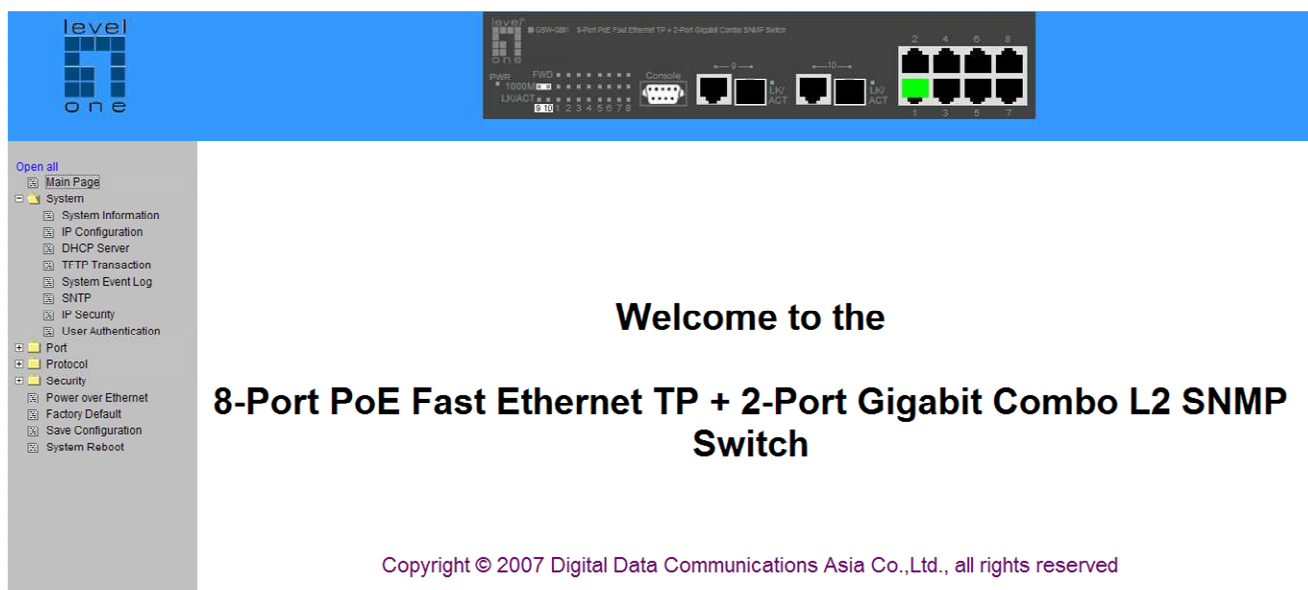 level
one
level
one
GSW-0881 8-Port PoE Fast Ethernet TP + 2-Port Gigabit Combo SNMP Switch
PWR
FWD
1000M
LK/ACT
9 10 1 2 3 4 5 6 7 8
Console
9
LK/
ACT
10
LK/
ACT
2 4 6 8
1 3 5 7
Open all
Main Page
System
System Information
IP Configuration
DHCP Server
TFTP Transaction
System Event Log
SNTP
IP Security
User Authentication
Port
Protocol
Security
Power over Ethernet
Factory Default
Save Configuration
System Reboot
Welcome to the
8-Port PoE Fast Ethernet TP + 2-Port Gigabit Combo L2 SNMP
Switch
Copyright © 2007 Digital Data Communications Asia Co.,Ltd., all rights reserved